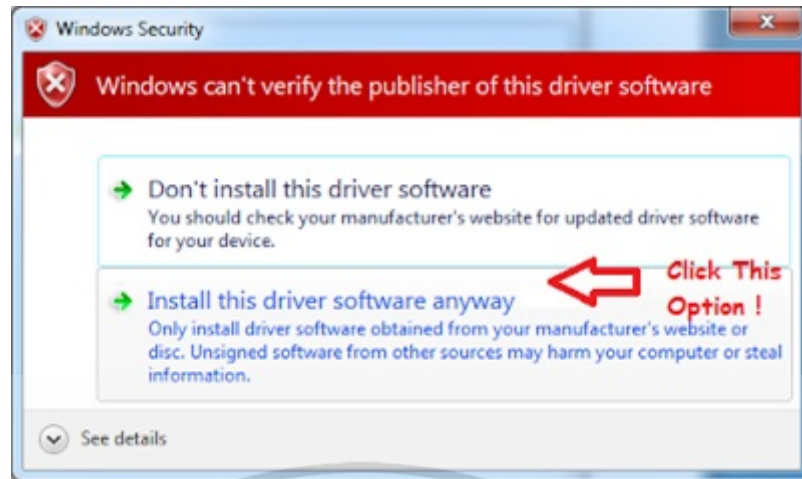 Windows Security
Windows can't verify the publisher of this driver software
Don't install this driver software
You should check your manufacturer's website for updated driver software
for your device.
Click This
Option !
Install this driver software anyway
Only install driver software obtained from your manufacturer's website or
disc. Unsigned software from other sources may harm your computer or steal
information.
See details